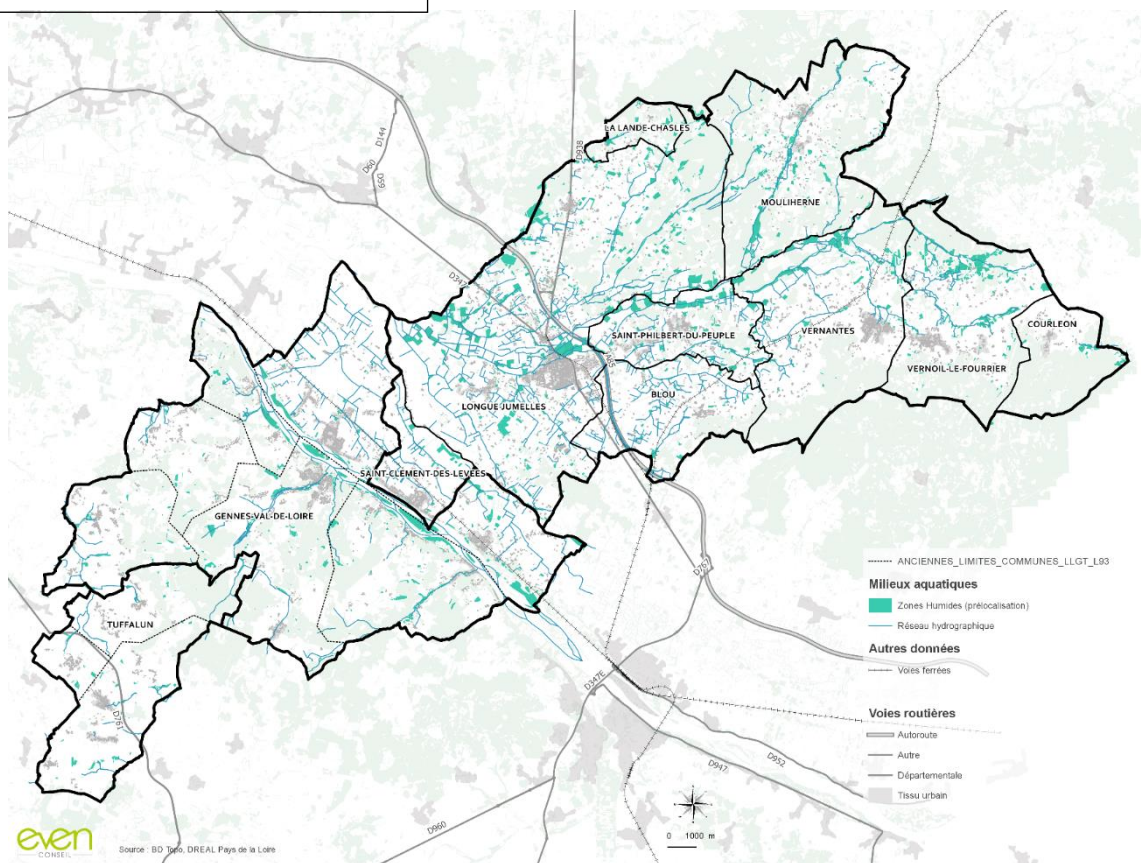 D144
D60
D59
D938
LA LANDE-CHASLES
MOULIHERNE
SAINT-PHILBERT-DU-PEUPLE
VERNANTES
COURLEON
VERNOIL-LE-FOURRIER
LONGUE-JUMELLES
BLOU
A85
SAINT-CLEMENT-DES-LEVEES
GENNES-VAL-DE-LOIRE
TUFFALUN
D761
D767
D347E
D952
D947
D960
ANCIENNES_LIMITES_COMMUNES_LLGT_L93
Milieux aquatiques
Zones Humides (prélocalisation)
Réseau hydrographique
Autres données
Voies ferrées
Voies routières
Autoroute
Autre
Départementale
Tissu urbain
0 1000 m
even
CONSEIL
Source : BD Topo, DREAL Pays de la Loire